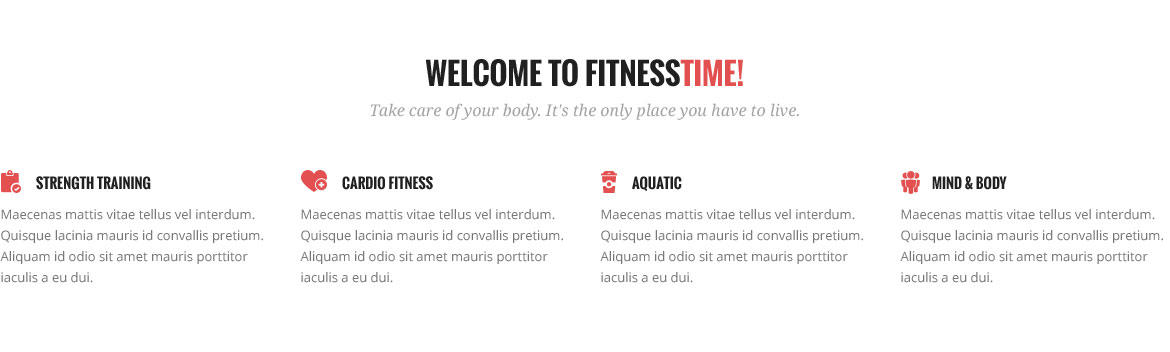 WELCOME TO FITNESSTIME!
Take care of your body. It's the only place you have to live.
STRENGTH TRAINING
Maecenas mattis vitae tellus vel interdum.
Quisque lacinia mauris id convallis pretium.
Aliquam id odio sit amet mauris porttitor
iaculis a eu dui.
CARDIO FITNESS
Maecenas mattis vitae tellus vel interdum.
Quisque lacinia mauris id convallis pretium.
Aliquam id odio sit amet mauris porttitor
iaculis a eu dui.
AQUATIC
Maecenas mattis vitae tellus vel interdum.
Quisque lacinia mauris id convallis pretium.
Aliquam id odio sit amet mauris porttitor
iaculis a eu dui.
MIND & BODY
Maecenas mattis vitae tellus vel interdum.
Quisque lacinia mauris id convallis pretium.
Aliquam id odio sit amet mauris porttitor
iaculis a eu dui.